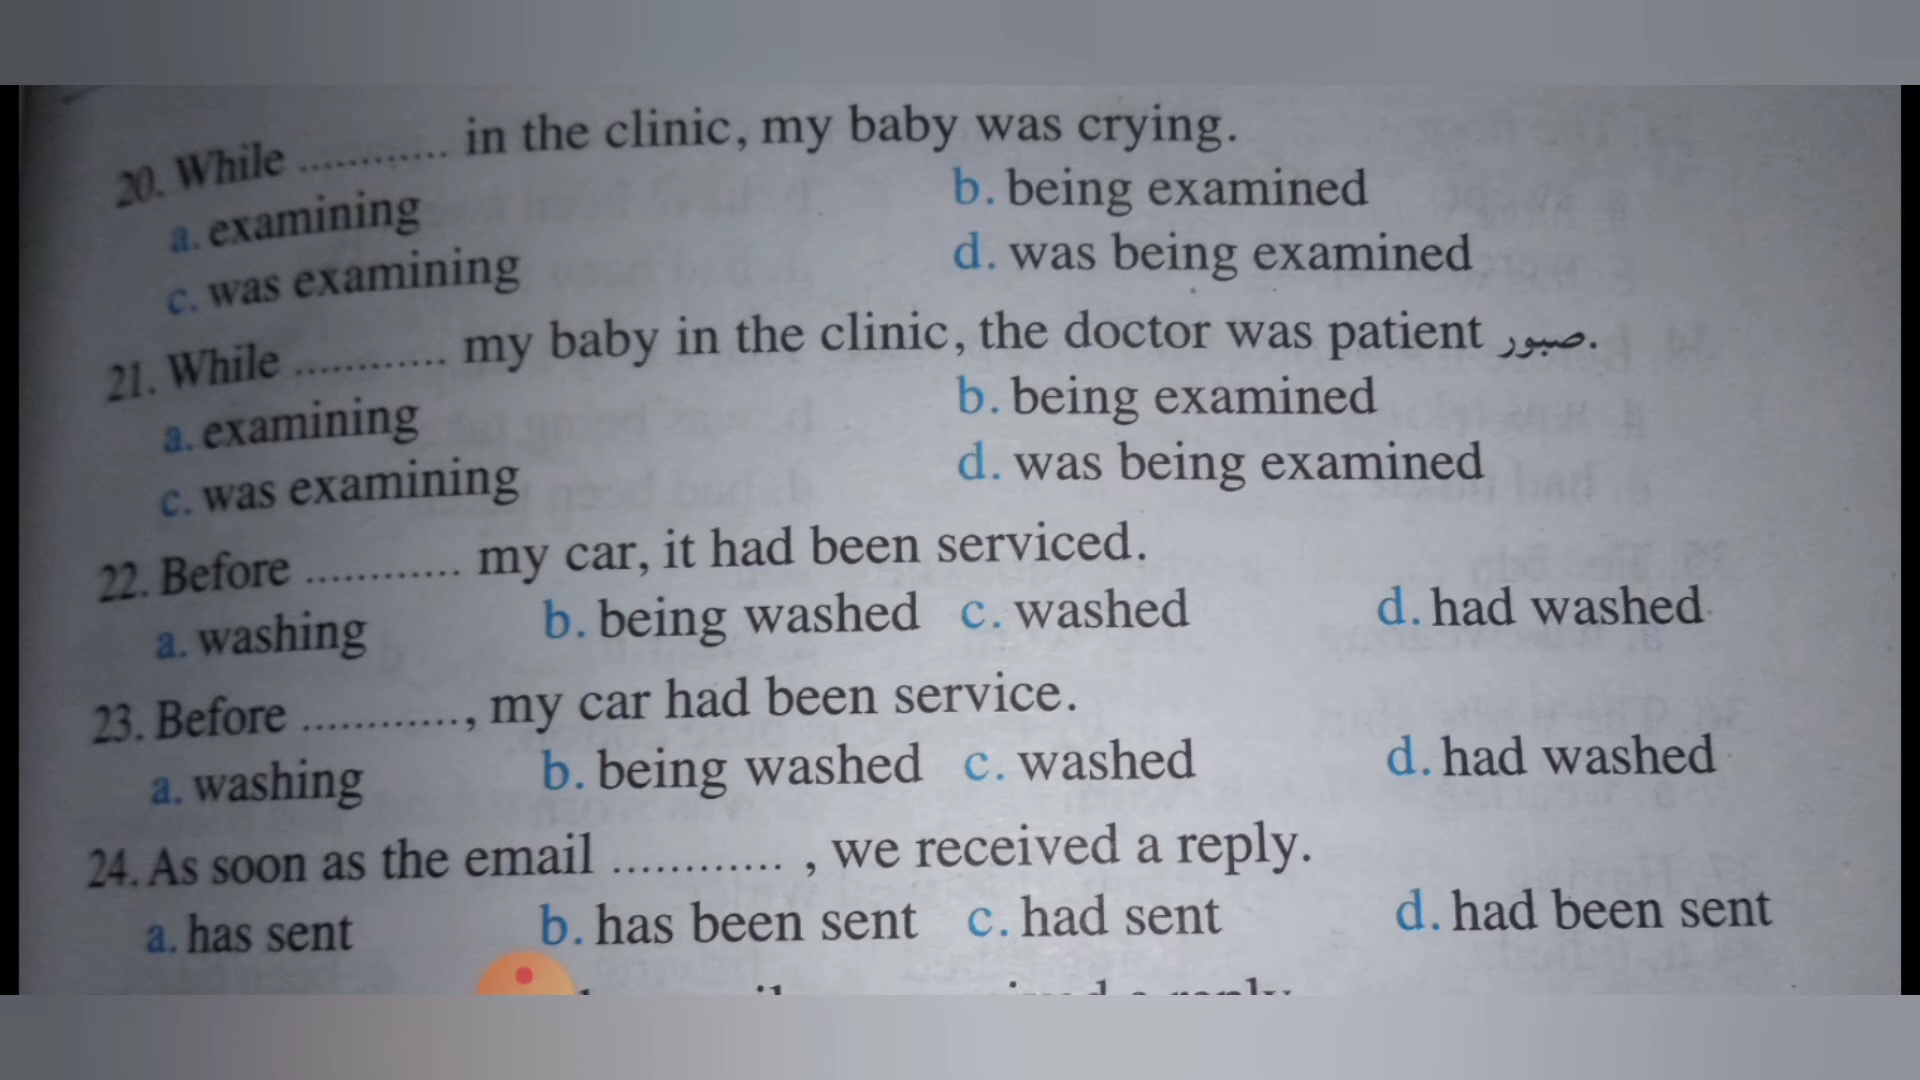 20. While ............ in the clinic, my baby was crying.
a. examining b. being examined
c. was examining d. was being examined
21. While ............ my baby in the clinic, the doctor was patient صبور.
a. examining b. being examined
c. was examining d. was being examined
22. Before ............ my car, it had been serviced.
a. washing b. being washed c. washed d. had washed
23. Before ............, my car had been service.
a. washing b. being washed c. washed d. had washed
24. As soon as the email ............ , we received a reply.
a. has sent b. has been sent c. had sent d. had been sent